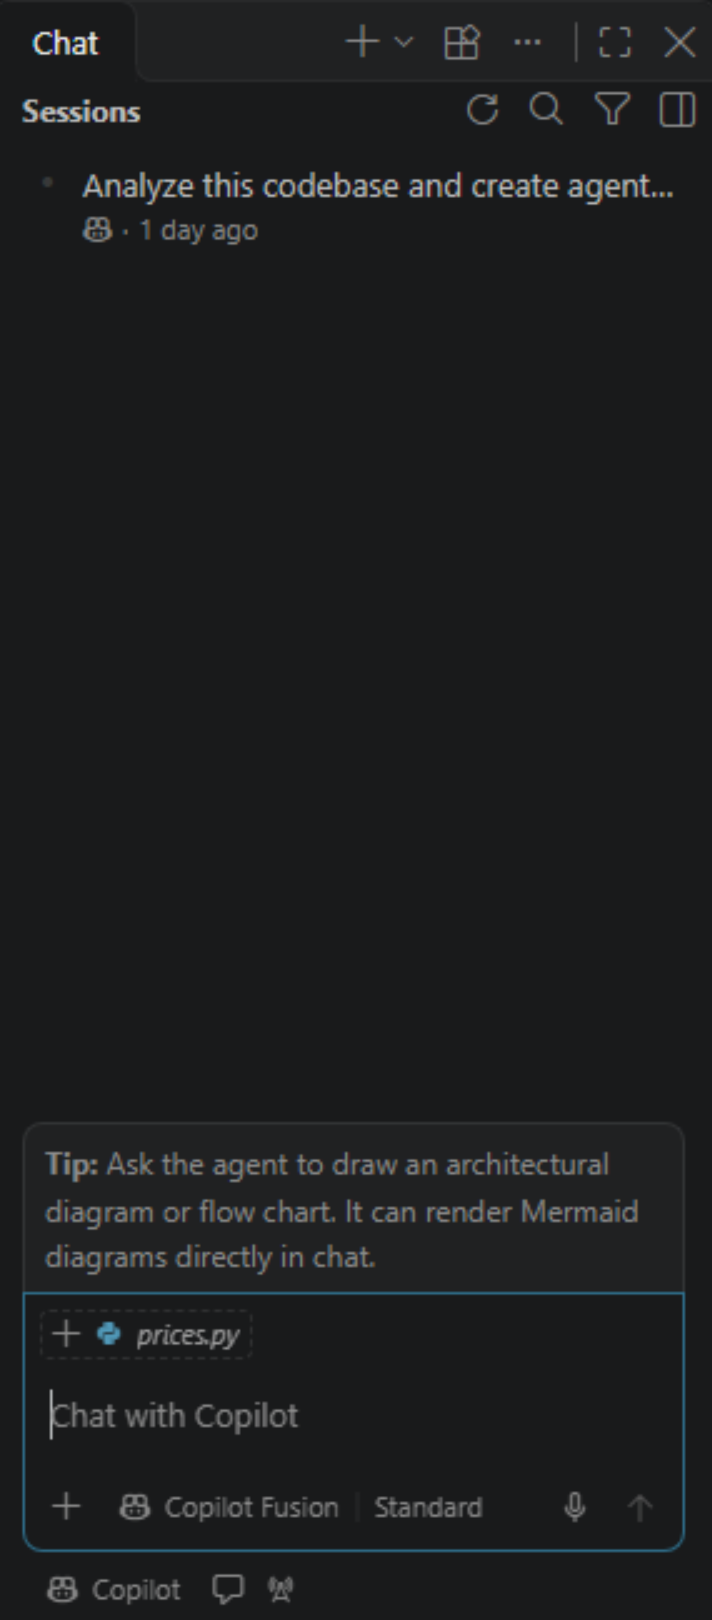 Chat
Sessions
Analyze this codebase and create agent...
· 1 day ago
Tip: Ask the agent to draw an architectural
diagram or flow chart. It can render Mermaid
diagrams directly in chat.
prices.py
Chat with Copilot
Copilot Fusion Standard
Copilot